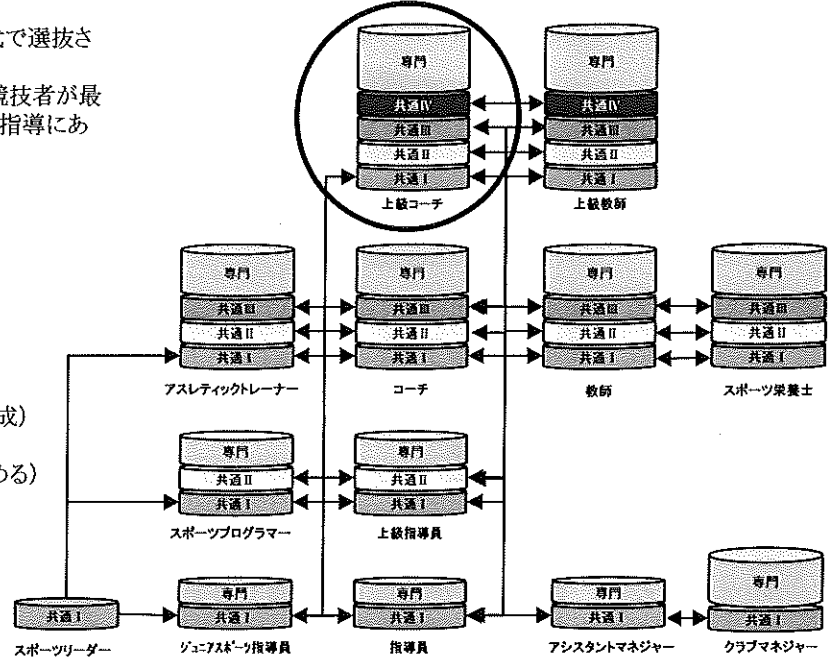 式で選抜さ
競技者が最
指導にあ
成)
める)
専門 専門
共通Ⅳ 共通Ⅳ
共通Ⅲ 共通Ⅲ
共通Ⅱ 共通Ⅱ
共通Ⅰ 共通Ⅰ
上級コーチ 上級教師
専門 専門 専門 専門
共通Ⅲ 共通Ⅲ 共通Ⅲ 共通Ⅲ
共通Ⅱ 共通Ⅱ 共通Ⅱ 共通Ⅱ
共通Ⅰ 共通Ⅰ 共通Ⅰ 共通Ⅰ
アスレティックトレーナー コーチ 教師 スポーツ栄養士
専門 専門
共通Ⅱ 共通Ⅱ
共通Ⅰ 共通Ⅰ
スポーツプログラマー 上級指導員
専門 専門 専門 専門
共通Ⅰ 共通Ⅰ 共通Ⅰ 共通Ⅰ 共通Ⅰ
スポーツリーダー ジュニアスポーツ指導員 指導員 アシスタントマネジャー クラブマネジャー